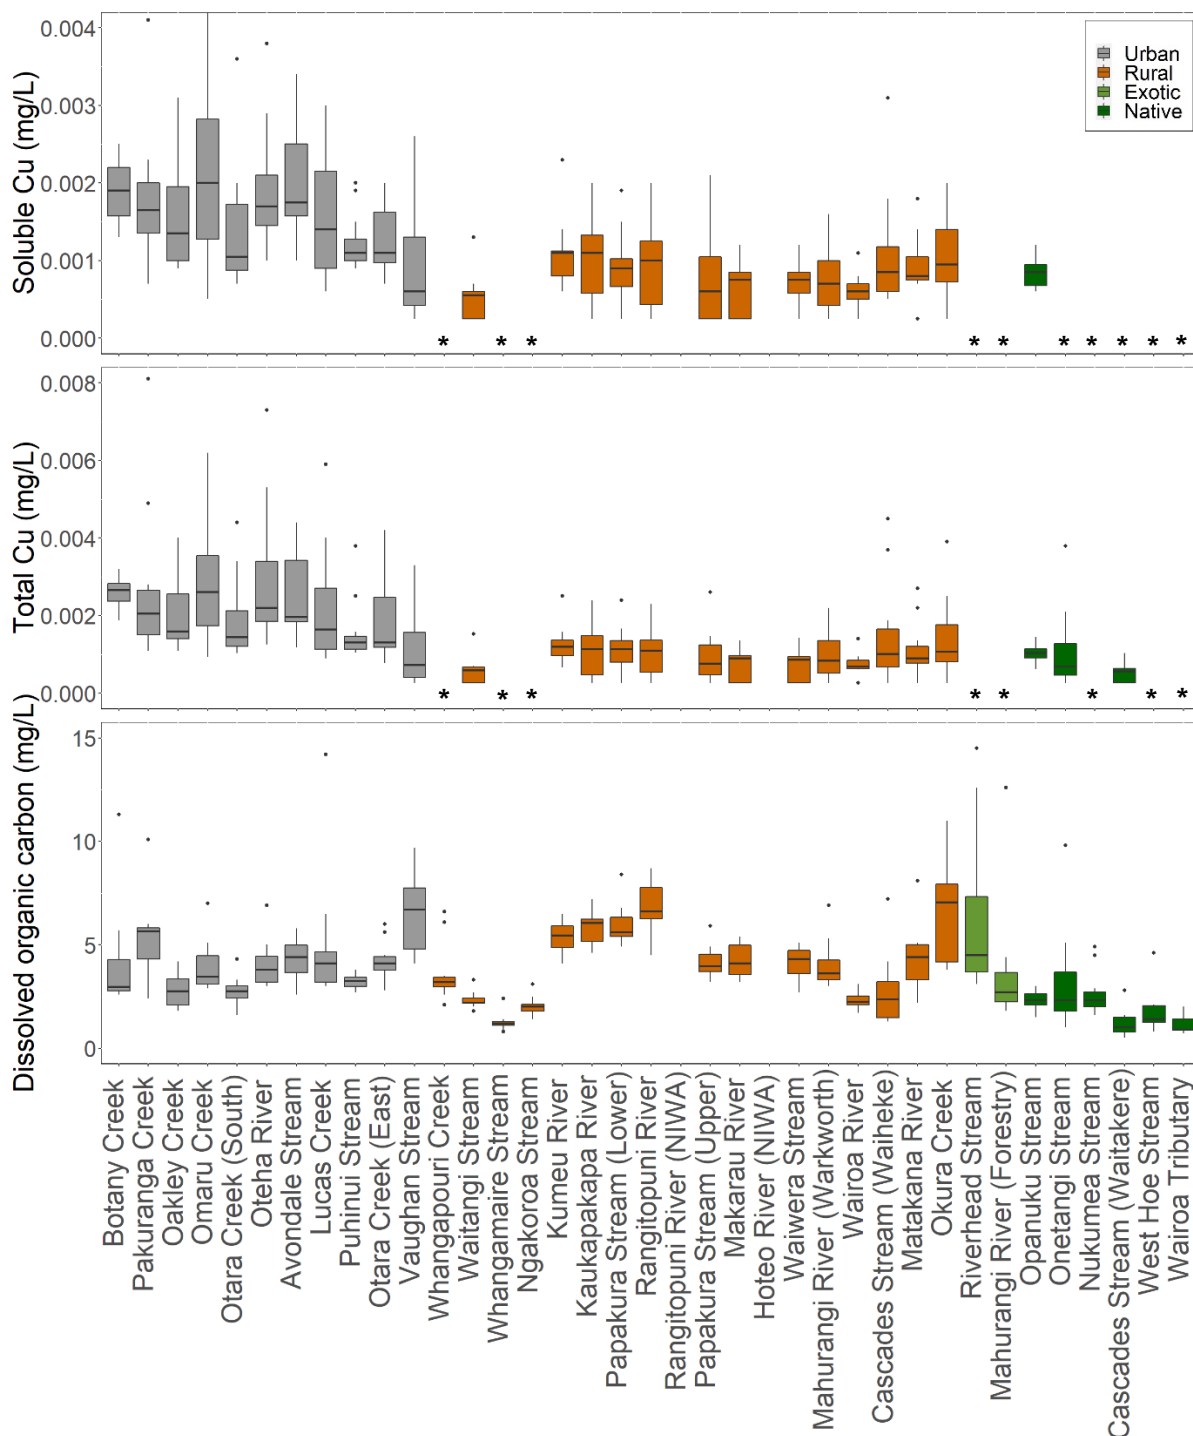 Soluble Cu (mg/L)
0.004
0.003
0.002
0.001
0.000
Urban
Rural
Exotic
Native
* * * * * * * * * *
Total Cu (mg/L)
0.008
0.006
0.004
0.002
0.000
* * * * * * * *
Dissolved organic carbon (mg/L)
15
10
5
0
Botany Creek
Pakuranga Creek
Oakley Creek
Omaru Creek
Otara Creek (South)
Oteha River
Avondale Stream
Lucas Creek
Puhinui Stream
Otara Creek (East)
Vaughan Stream
Whangapouri Creek
Waitangi Stream
Whangamaire Stream
Ngakoroa Stream
Kumeu River
Kaukapakapa River
Papakura Stream (Lower)
Rangitopuni River
Rangitopuni River (NIWA)
Papakura Stream (Upper)
Makarau River
Hoteo River (NIWA)
Waiwera Stream
Mahurangi River (Warkworth)
Wairoa River
Cascades Stream (Waiheke)
Matakana River
Okura Creek
Riverhead Stream
Mahurangi River (Forestry)
Opanuku Stream
Onetangi Stream
Nukumea Stream
Cascades Stream (Waitakere)
West Hoe Stream
Wairoa Tributary